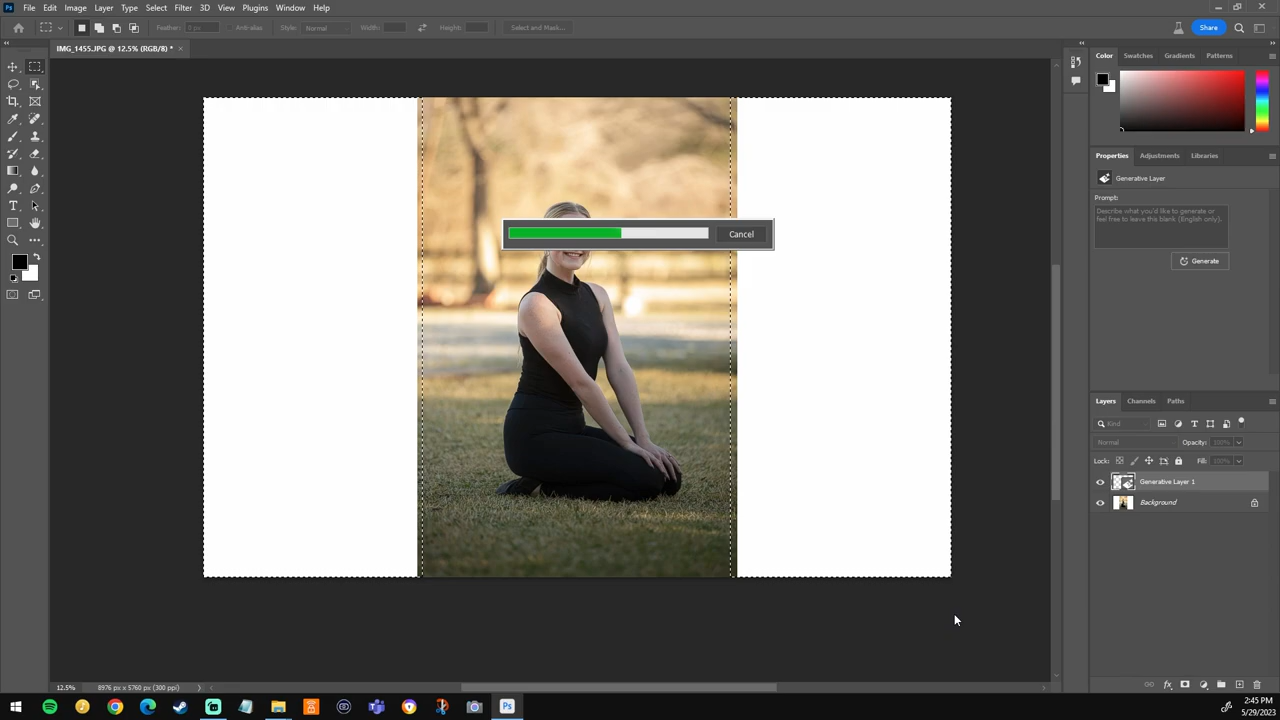 Ps File Edit Image Layer Type Select Filter 3D View Plugins Window Help
Feather: 0 px Anti-alias Style: Normal Width: Height: Select and Mask... Share
IMG_1455.JPG @ 12.5% (RGB/8) * ×
Color Swatches Gradients Patterns
Properties Adjustments Libraries
Generative Layer
Prompt:
Describe what you'd like to generate or
feel free to leave this blank (English only).
Cancel
Generate
Layers Channels Paths
Kind
Normal Opacity: 100%
Lock: Fill: 100%
Generative Layer 1
Background
12.5% 8976 px x 5760 px (300 ppi)
Ps
2:45 PM
5/29/2023